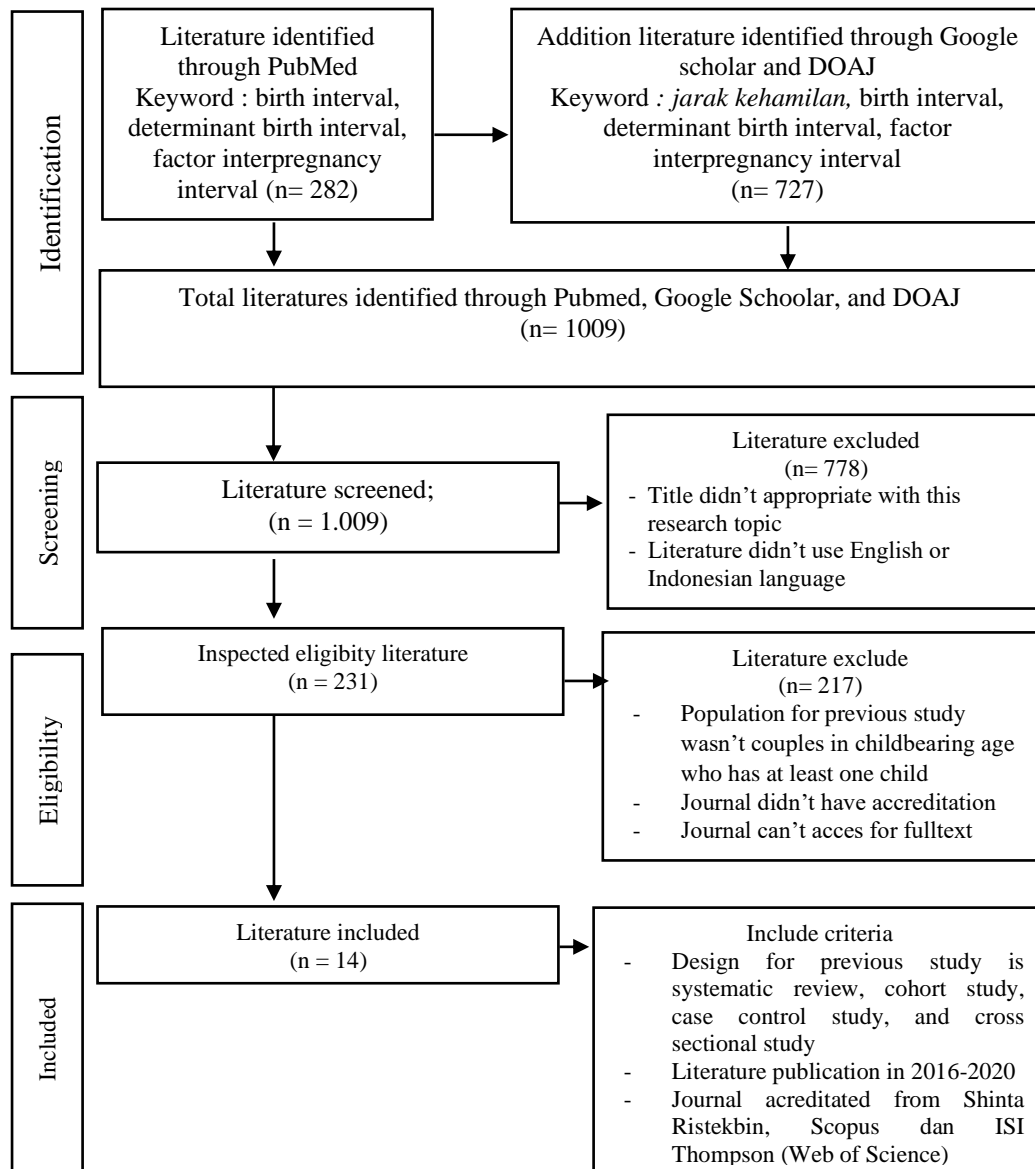 Identification
Literature identified
through PubMed
Keyword : birth interval,
determinant birth interval,
factor interpregnancy
interval (n= 282)
Addition literature identified through Google
scholar and DOAJ
Keyword : jarak kehamilan, birth interval,
determinant birth interval, factor
interpregnancy interval
(n= 727)
Total literatures identified through Pubmed, Google Schoolar, and DOAJ
(n= 1009)
Screening
Literature screened;
(n = 1.009)
Literature excluded
(n= 778)
- Title didn’t appropriate with this
research topic
- Literature didn’t use English or
Indonesian language
Eligibility
Inspected eligibity literature
(n = 231)
Literature exclude
(n= 217)
- Population for previous study
wasn’t couples in childbearing age
who has at least one child
- Journal didn’t have accreditation
- Journal can’t acces for fulltext
Included
Literature included
(n = 14)
Include criteria
- Design for previous study is
systematic review, cohort study,
case control study, and cross
sectional study
- Literature publication in 2016-2020
- Journal acreditated from Shinta
Ristekbin, Scopus dan ISI
Thompson (Web of Science)